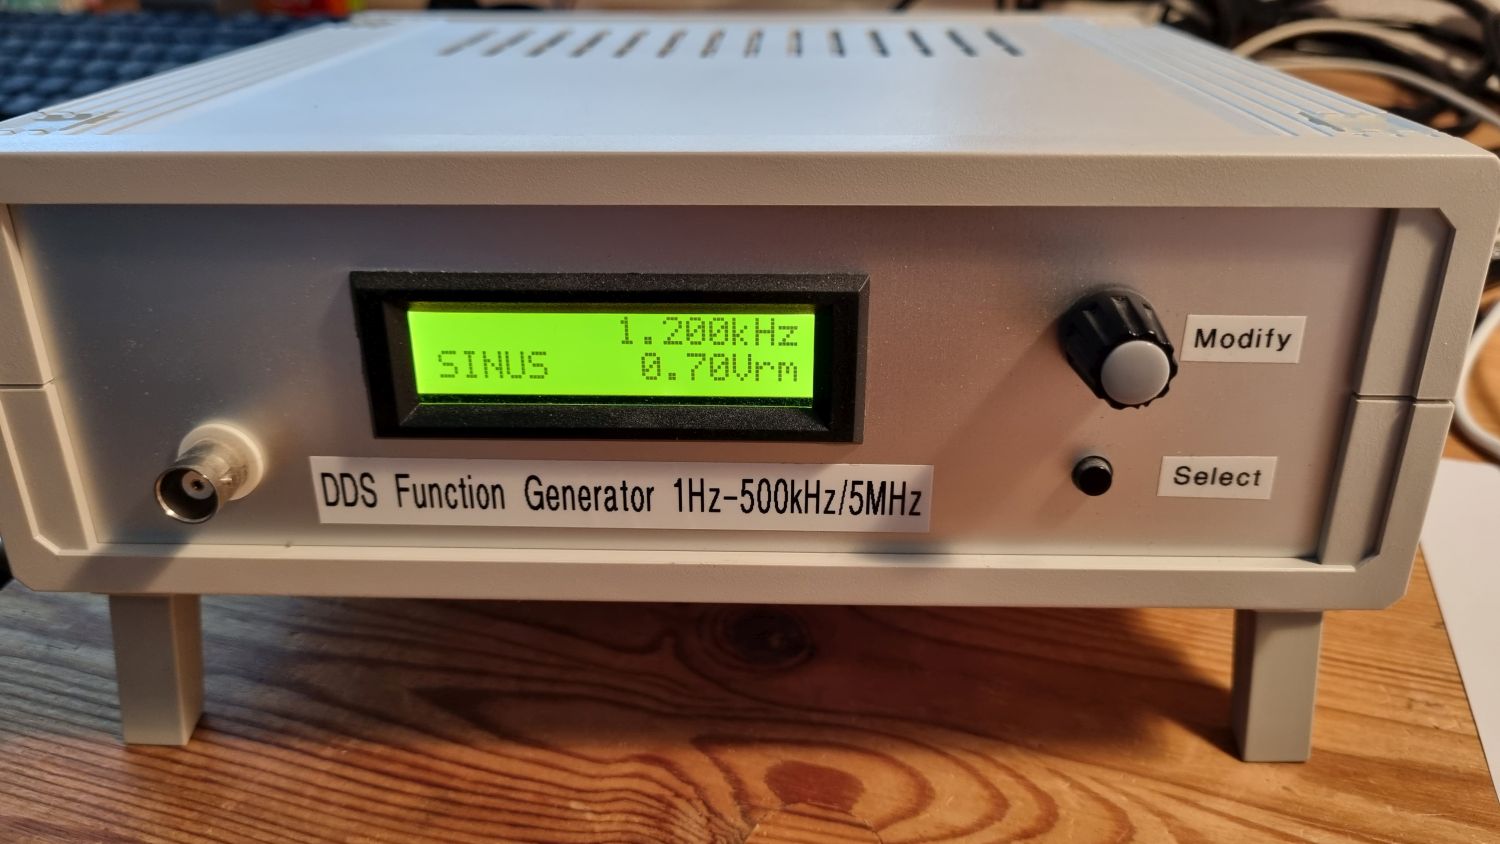 1.200kHz
SINUS 0.70Vrm
Modify
DDS Function Generator 1Hz-500kHz/5MHz
Select